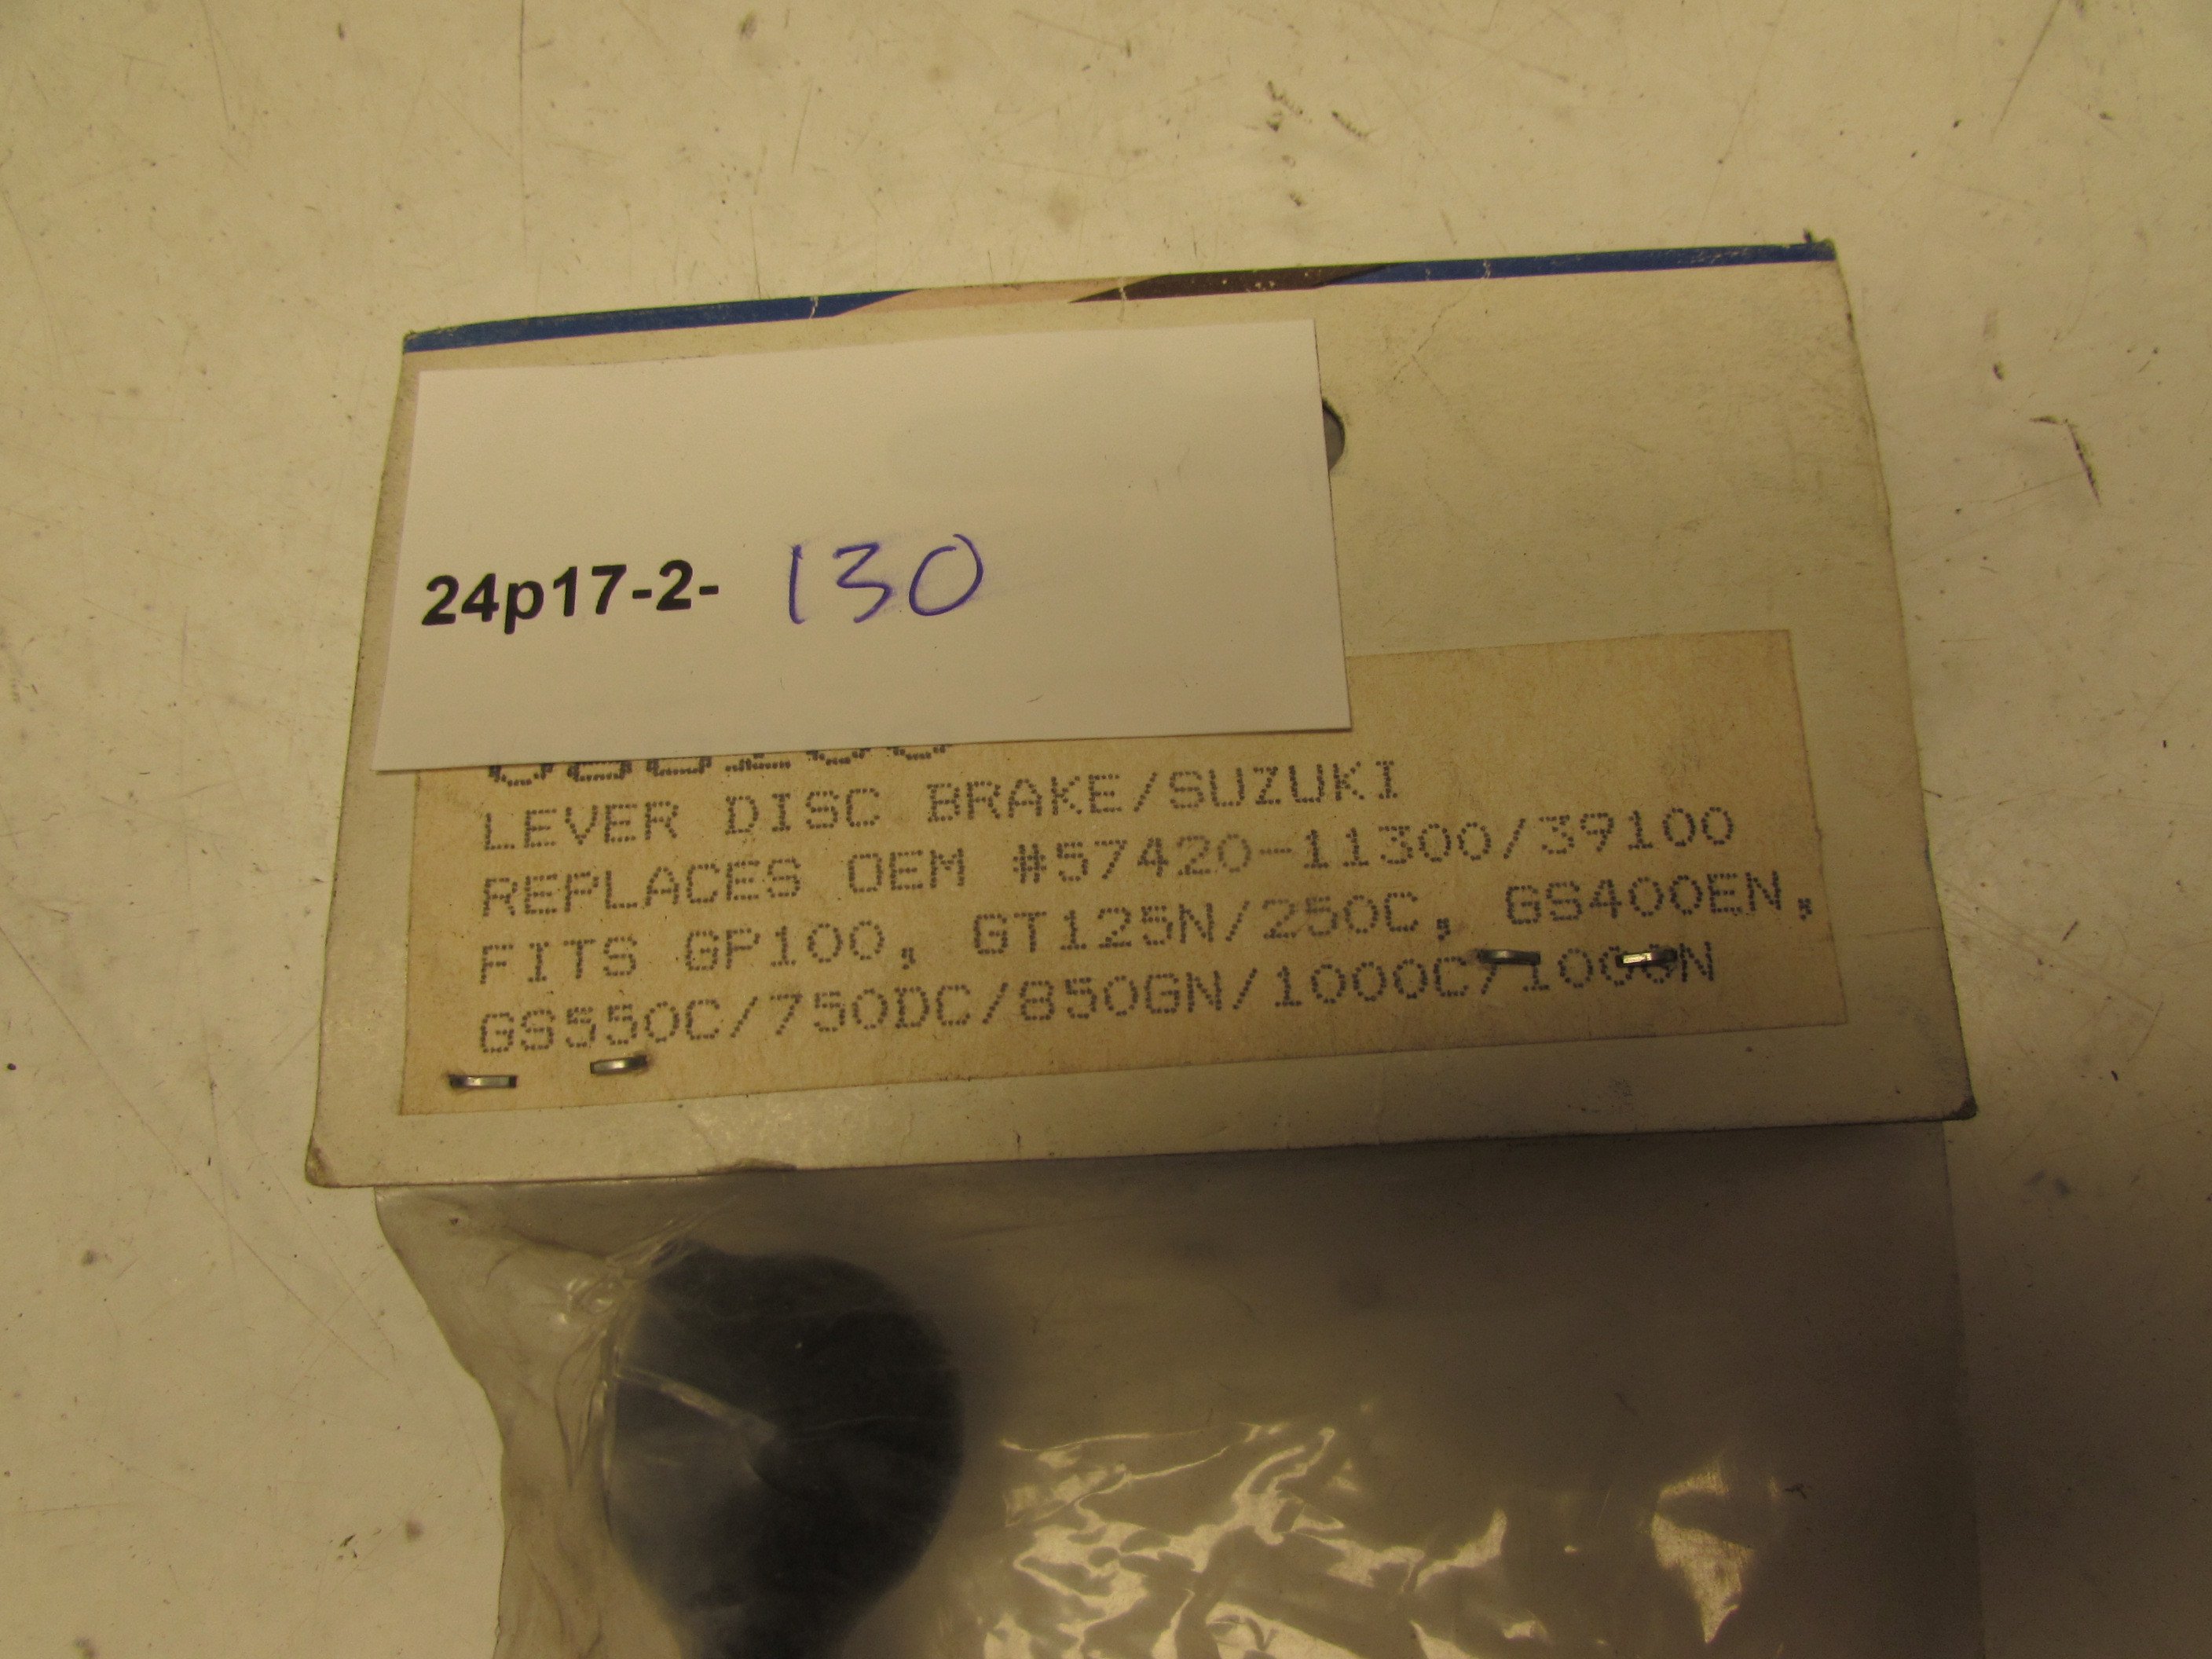 24p17-2- 130
LEVER DISC BRAKE/SUZUKI
REPLACES OEM #57420-11300/39100
FITS GP100, GT125N/250C, GS400EN,
GS550C/750DC/850GN/1000C/1000N